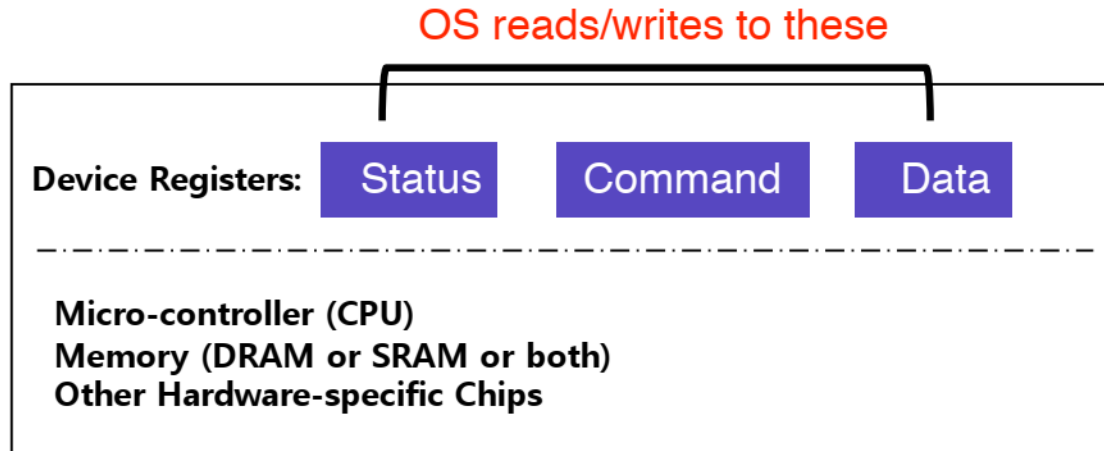 OS reads/writes to these
Device Registers: Status Command Data
Micro-controller (CPU)
Memory (DRAM or SRAM or both)
Other Hardware-specific Chips